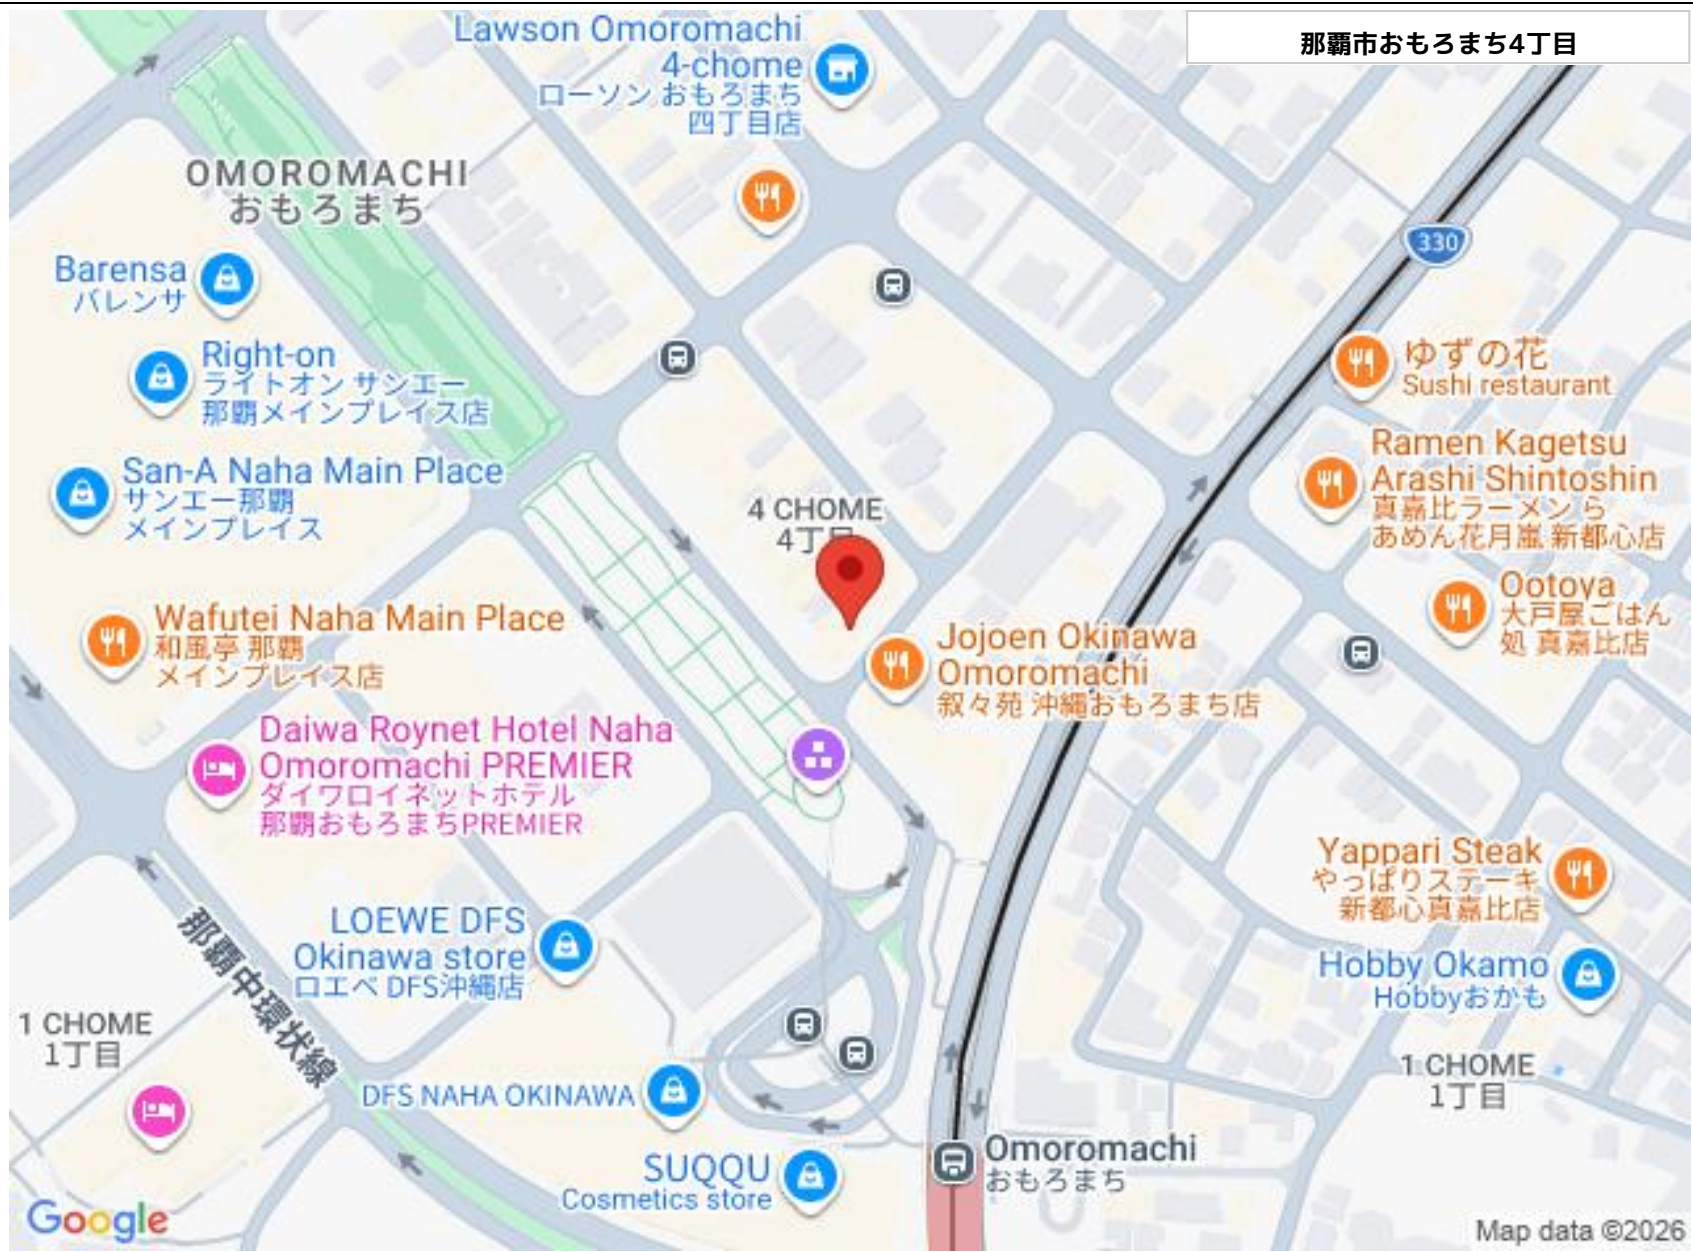 那覇市おもろまち4丁目
Lawson Omoromachi
4-chome
ローソン おもろまち
四丁目店
OMOROMACHI
おもろまち
Barensa
バレンサ
330
Right-on
ライトオン サンエー
那覇メインプレイス店
ゆずの花
Sushi restaurant
San-A Naha Main Place
サンエー那覇
メインプレイス
Ramen Kagetsu
Arashi Shintoshin
真嘉比ラーメン ら
あめん花月嵐 新都心店
4 CHOME
4丁目
Wafutei Naha Main Place
和風亭 那覇
メインプレイス店
Ootoya
大戸屋ごはん
処 真嘉比店
Jojoen Okinawa
Omoromachi
叙々苑 沖縄おもろまち店
Daiwa Roynet Hotel Naha
Omoromachi PREMIER
ダイワロイネットホテル
那覇おもろまちPREMIER
Yappari Steak
やっぱりステーキ
新都心真嘉比店
LOEWE DFS
Okinawa store
ロエベ DFS沖縄店
那覇中環状線
Hobby Okamo
Hobbyおかも
1 CHOME
1丁目
1 CHOME
1丁目
DFS NAHA OKINAWA
Omoromachi
おもろまち
SUQQU
Cosmetics store
Google
Map data ©2026